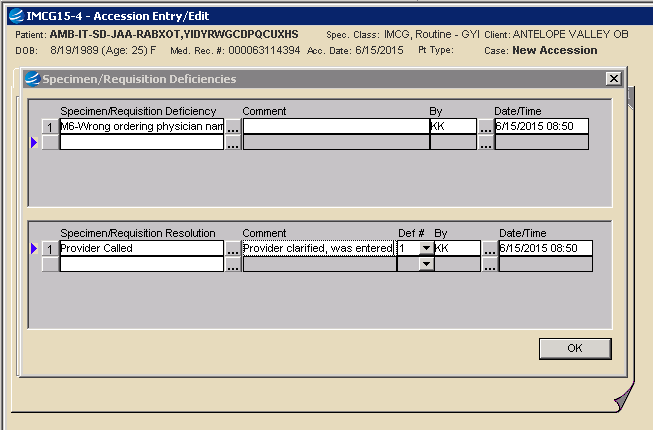 IMCG15-4 - Accession Entry/Edit
Patient: AMB-IT-SD-JAA-RABXOT,YIDYRWGCDPQCUXHS Spec. Class: IMCG, Routine - GYI Client: ANTELOPE VALLEY OB
DOB: 8/19/1989 (Age: 25) F Med. Rec. #: 000063114394 Acc. Date: 6/15/2015 Pt Type: Case: New Accession
Specimen/Requisition Deficiencies
Specimen/Requisition Deficiency Comment By Date/Time
1 M6-Wrong ordering physician nam ... KK ... 6/15/2015 08:50
... ...
Specimen/Requisition Resolution Comment Def # By Date/Time
1 Provider Called ... Provider clarified, was entered 1 KK ... 6/15/2015 08:50
... ...
OK